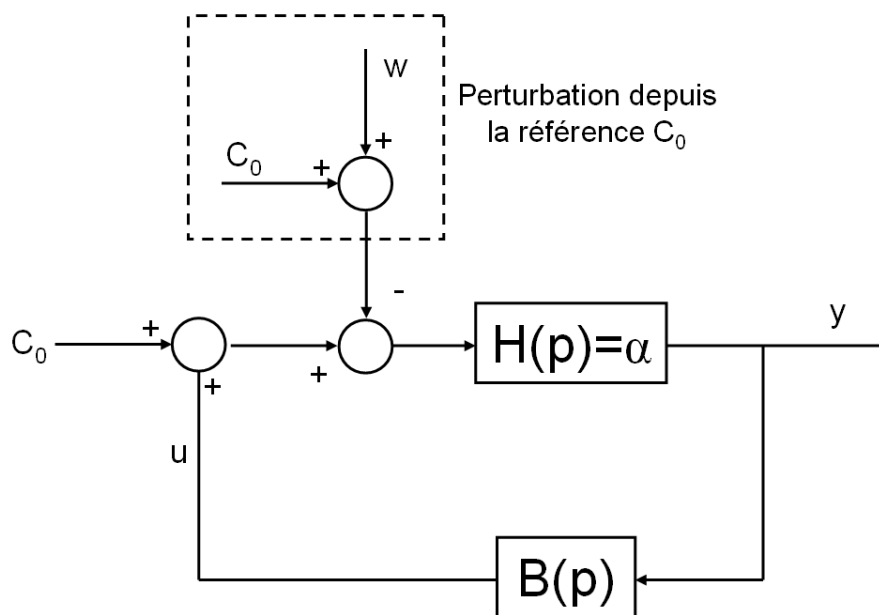 w
Perturbation depuis
la référence C₀
+
C₀
+
-
y
+
C₀
H(p)=α
+
+
u
B(p)